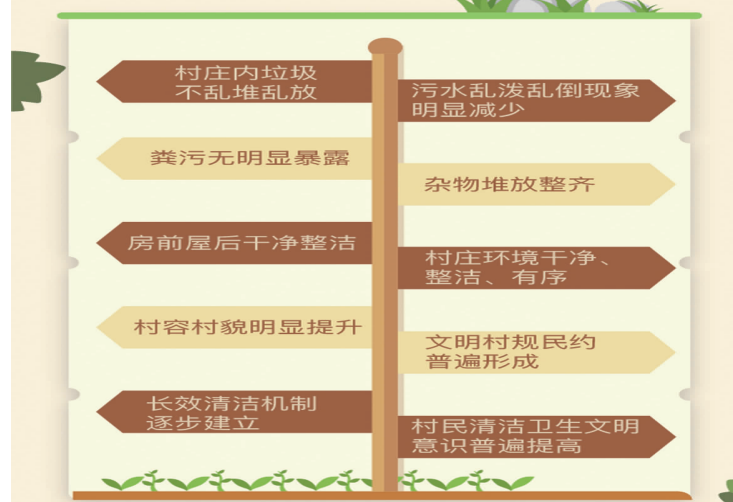 村庄内垃圾
不乱堆乱放
污水乱泼乱倒现象
明显减少
粪污无明显暴露
杂物堆放整齐
房前屋后干净整洁
村庄环境干净、
整洁、有序
村容村貌明显提升
文明村规民约
普遍形成
长效清洁机制
逐步建立
村民清洁卫生文明
意识普遍提高